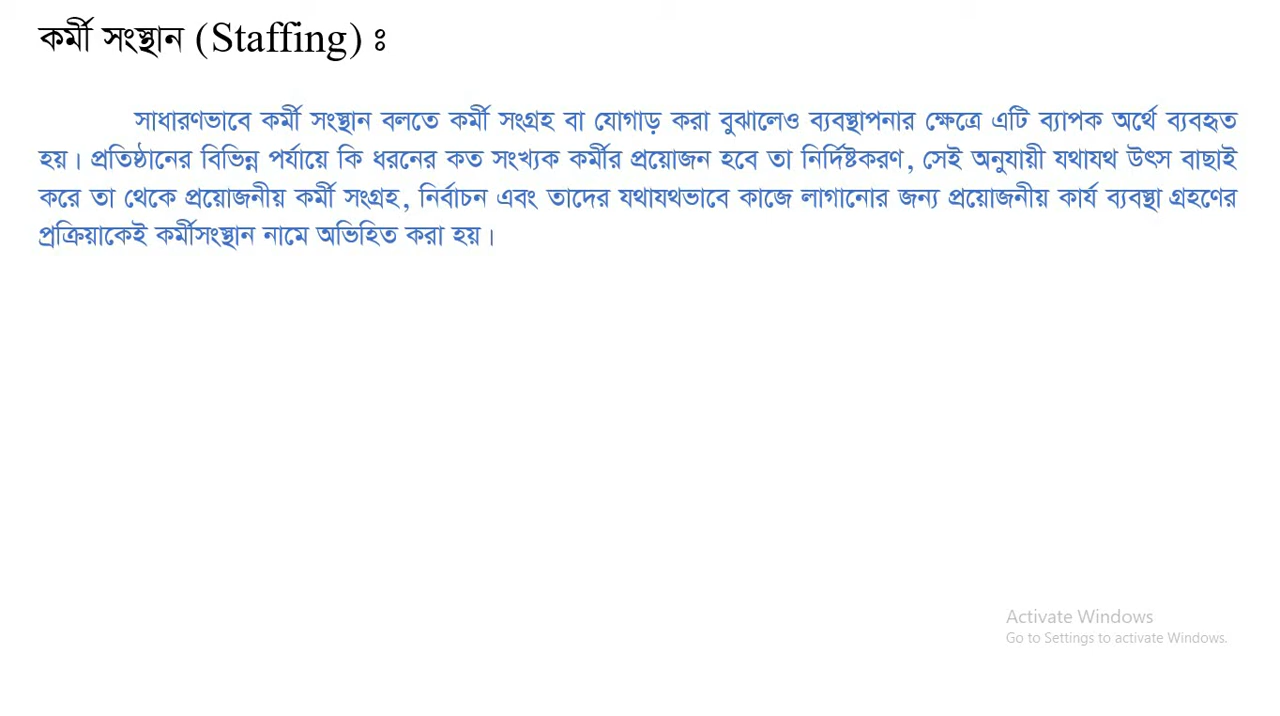 কর্মী সংস্থান (Staffing) ঃ
সাধারণভাবে কর্মী সংস্থান বলতে কর্মী সংগ্রহ বা যোগাড় করা বুঝালেও ব্যবস্থাপনার ক্ষেত্রে এটি ব্যাপক অর্থে ব্যবহৃত
হয়। প্রতিষ্ঠানের বিভিন্ন পর্যায়ে কি ধরনের কত সংখ্যক কর্মীর প্রয়োজন হবে তা নির্দিষ্টকরণ, সেই অনুযায়ী যথাযথ উৎস বাছাই
করে তা থেকে প্রয়োজনীয় কর্মী সংগ্রহ, নির্বাচন এবং তাদের যথাযথভাবে কাজে লাগানোর জন্য প্রয়োজনীয় কার্য ব্যবস্থা গ্রহণের
প্রক্রিয়াকেই কর্মীসংস্থান নামে অভিহিত করা হয়।
Activate Windows
Go to Settings to activate Windows.